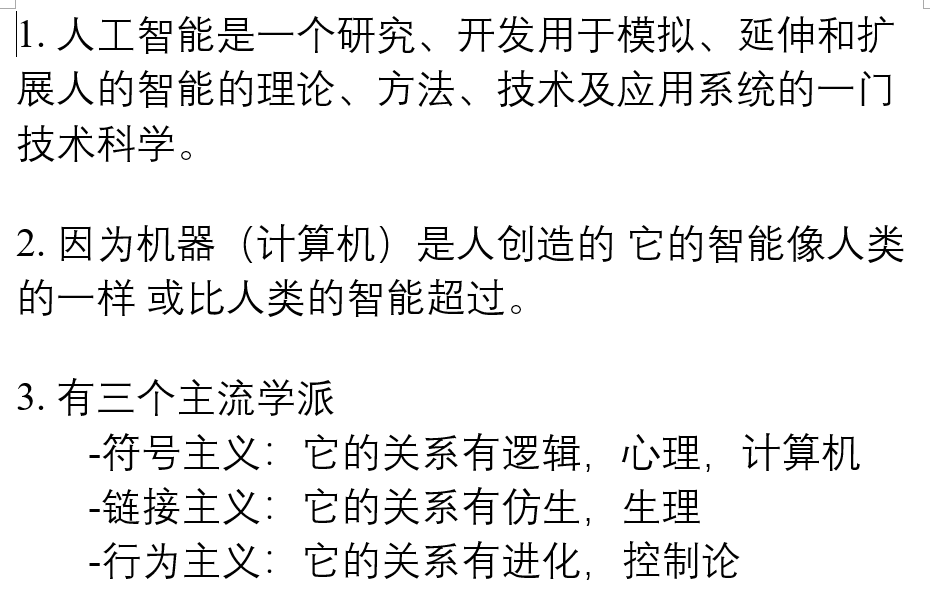 1. 人工智能是一个研究、开发用于模拟、延伸和扩
展人的智能的理论、方法、技术及应用系统的一门
技术科学。
2. 因为机器（计算机）是人创造的 它的智能像人类
的一样 或比人类的智能超过。
3. 有三个主流学派
-符号主义：它的关系有逻辑，心理，计算机
-链接主义：它的关系有仿生，生理
-行为主义：它的关系有进化，控制论